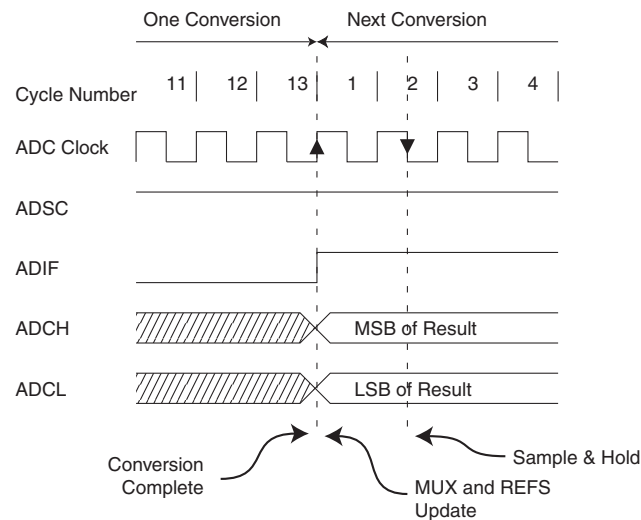 One Conversion Next Conversion
Cycle Number 11 12 13 1 2 3 4
ADC Clock
ADSC
ADIF
ADCH MSB of Result
ADCL LSB of Result
Conversion
Complete
MUX and REFS
Update
Sample & Hold